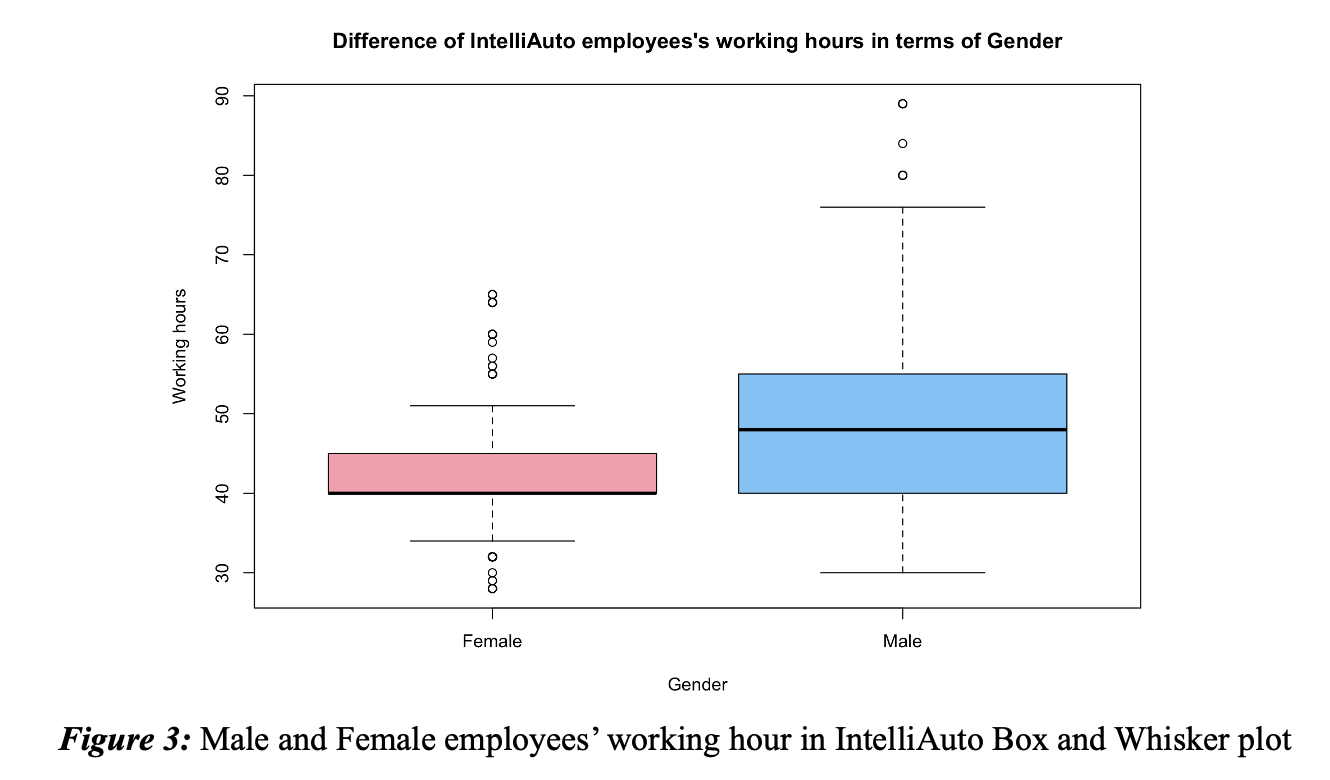 Difference of IntelliAuto employees's working hours in terms of Gender
90
80
70
60
50
40
30
Working hours
Female Male
Gender
Figure 3: Male and Female employees’ working hour in IntelliAuto Box and Whisker plot